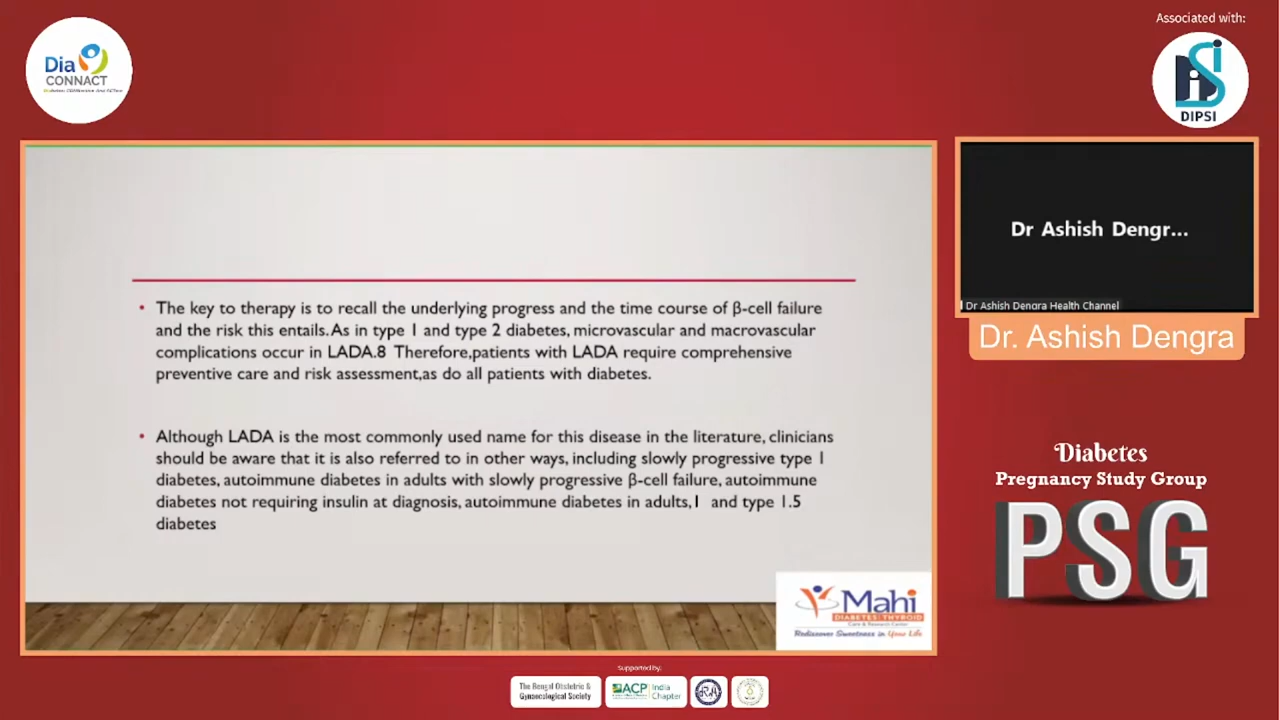 Associated with:
Dia
CONNACT
DiSi
DIPSI
Dr Ashish Dengr...
Dr Ashish Dengra Health Channel
Dr. Ashish Dengra
• The key to therapy is to recall the underlying progress and the time course of β-cell failure
and the risk this entails.As in type 1 and type 2 diabetes, microvascular and macrovascular
complications occur in LADA.8 Therefore,patients with LADA require comprehensive
preventive care and risk assessment,as do all patients with diabetes.
• Although LADA is the most commonly used name for this disease in the literature, clinicians
should be aware that it is also referred to in other ways, including slowly progressive type 1
diabetes, autoimmune diabetes in adults with slowly progressive β-cell failure, autoimmune
diabetes not requiring insulin at diagnosis, autoimmune diabetes in adults,1 and type 1.5
diabetes
Diabetes
Pregnancy Study Group
PSG
Mahi
DIABETES THYROID
Care & Research Center
Rediscover Sweetness in Your Life
Supported by:
The Bengal Obstetric &
Gynaecological Society
ACP India
Chapter